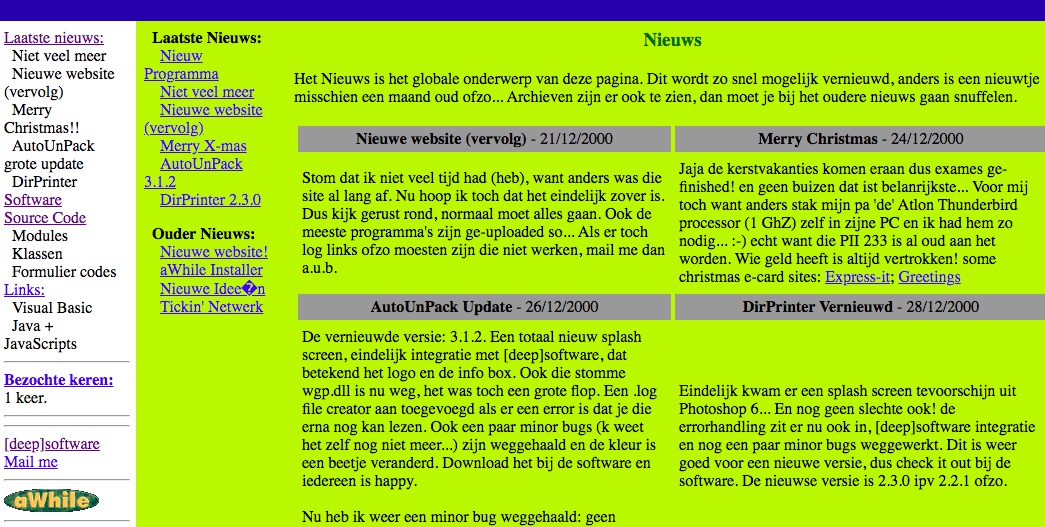 Laatste nieuws:
Niet veel meer
Nieuwe website
(vervolg)
Merry
Christmas!!
AutoUnPack
grote update
DirPrinter
Software
Source Code
Modules
Klassen
Formulier codes
Links:
Visual Basic
Java +
JavaScripts
Bezochte keren:
1 keer.
[deep]software
Mail me
aWhile
Laatste Nieuws:
Nieuw
Programma
Niet veel meer
Nieuwe website
(vervolg)
Merry X-mas
AutoUnPack
3.1.2
DirPrinter 2.3.0
Ouder Nieuws:
Nieuwe website!
aWhile Installer
Nieuwe Idee�n
Tickin' Netwerk
Nieuws
Het Nieuws is het globale onderwerp van deze pagina. Dit wordt zo snel mogelijk vernieuwd, anders is een nieuwtje
misschien een maand oud ofzo... Archieven zijn er ook te zien, dan moet je bij het oudere nieuws gaan snuffelen.
Nieuwe website (vervolg) - 21/12/2000
Stom dat ik niet veel tijd had (heb), want anders was die
site al lang af. Nu hoop ik toch dat het eindelijk zover is.
Dus kijk gerust rond, normaal moet alles gaan. Ook de
meeste programma's zijn ge-uploaded so... Als er toch
log links ofzo moesten zijn die niet werken, mail me dan
a.u.b.
Merry Christmas - 24/12/2000
Jaja de kerstvakanties komen eraan dus exames ge-
finished! en geen buizen dat ist belanrijkste... Voor mij
toch want anders stak mijn pa 'de' Atlon Thunderbird
processor (1 GhZ) zelf in zijne PC en ik had hem zo
nodig... :-) echt want die PII 233 is al oud aan het
worden. Wie geld heeft is altijd vertrokken! some
christmas e-card sites: Express-it; Greetings
AutoUnPack Update - 26/12/2000
De vernieuwde versie: 3.1.2. Een totaal nieuw splash
screen, eindelijk integratie met [deep]software, dat
betekend het logo en de info box. Ook die stomme
wgp.dll is nu weg, het was toch een grote flop. Een .log
file creator aan toegevoegd als er een error is dat je die
erna nog kan lezen. Ook een paar minor bugs (k weet
het zelf nog niet meer...) zijn weggehaald en de kleur is
een beetje veranderd. Download het bij de software en
iedereen is happy.
Nu heb ik weer een minor bug weggehaald: geen
DirPrinter Vernieuwd - 28/12/2000
Eindelijk kwam er een splash screen tevoorschijn uit
Photoshop 6... En nog geen slechte ook! de
errorhandling zit er nu ook in, [deep]software integratie
en nog een paar minor bugs weggewerkt. Dit is weer
goed voor een nieuwe versie, dus check it out bij de
software. De nieuwse versie is 2.3.0 ipv 2.2.1 ofzo.